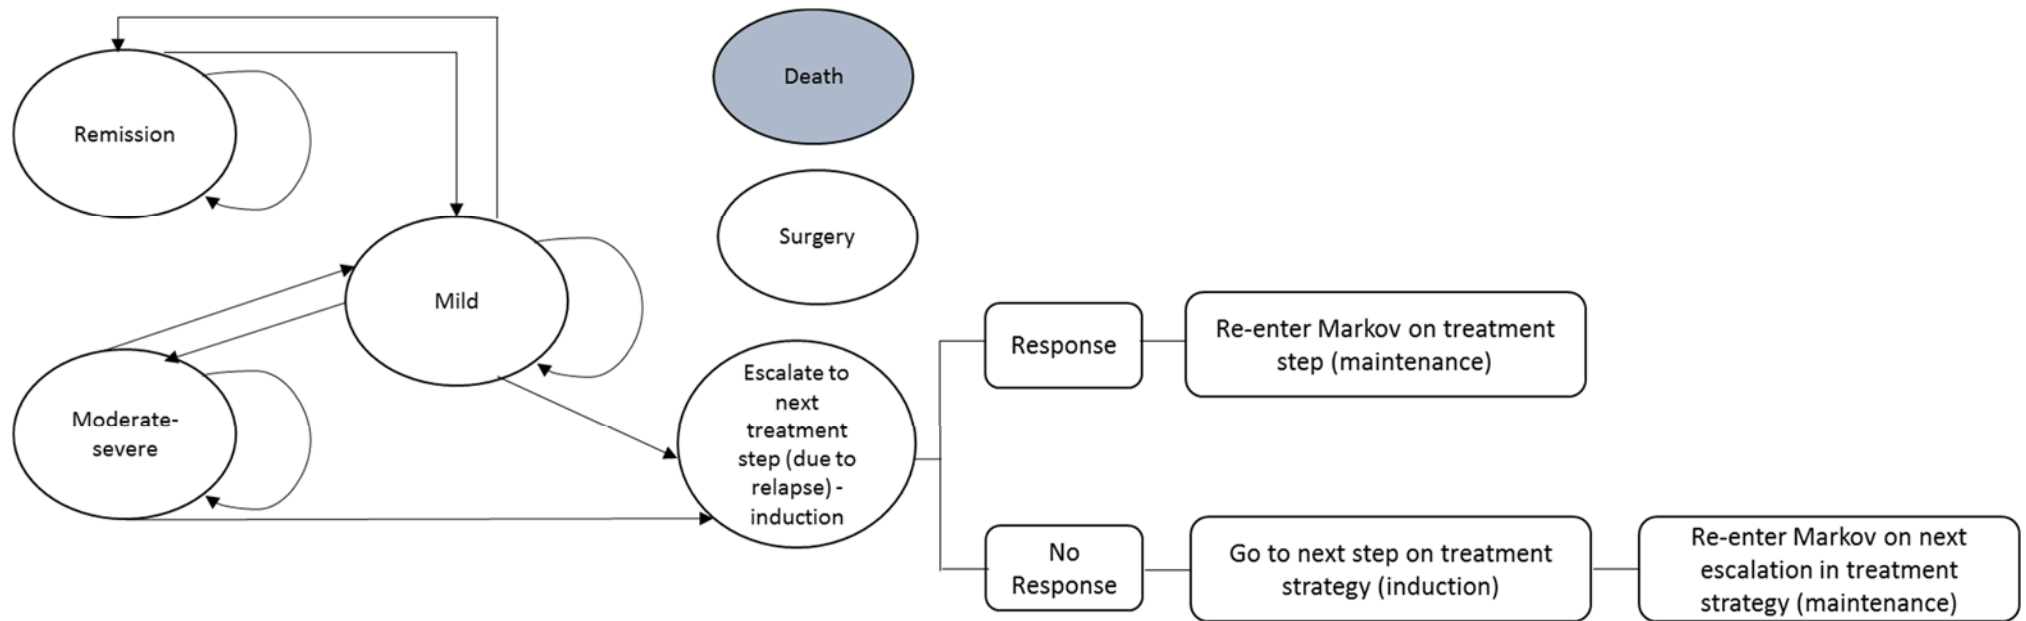 Death
Remission
Surgery
Mild
Response
Re-enter Markov on treatment
step (maintenance)
Escalate to
next
treatment
step (due to
relapse) -
induction
Moderate-
severe
No
Response
Go to next step on treatment
strategy (induction)
Re-enter Markov on next
escalation in treatment
strategy (maintenance)